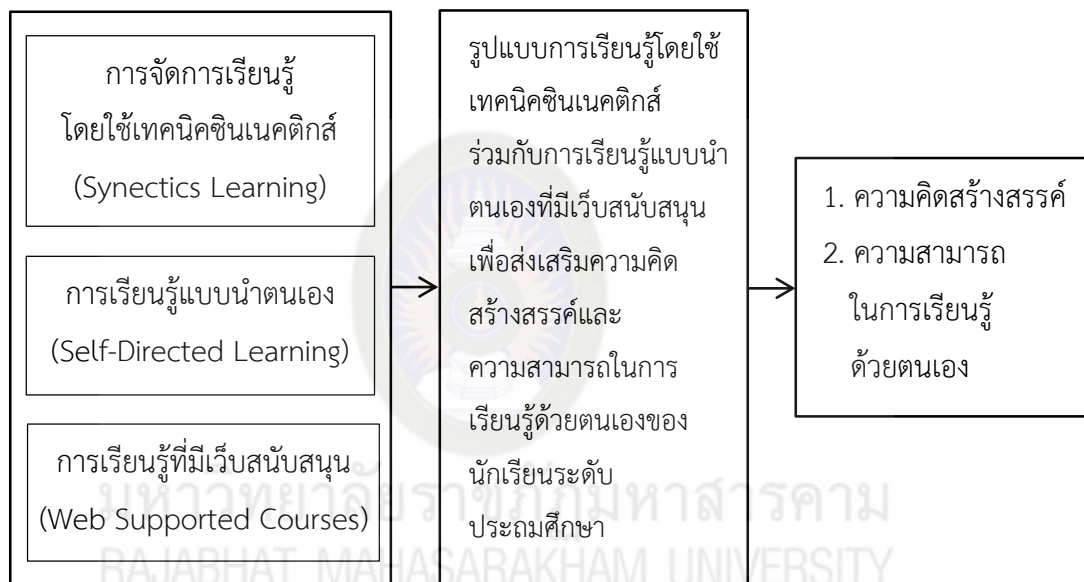 การจัดการเรียนรู้
โดยใช้เทคนิคซินเนคติกส์
(Synectics Learning)
การเรียนรู้แบบนำตนเอง
(Self-Directed Learning)
การเรียนรู้ที่มีเว็บสนับสนุน
(Web Supported Courses)
รูปแบบการเรียนรู้โดยใช้
เทคนิคซินเนคติกส์
ร่วมกับการเรียนรู้แบบนำ
ตนเองที่มีเว็บสนับสนุน
เพื่อส่งเสริมความคิด
สร้างสรรค์และ
ความสามารถในการ
เรียนรู้ด้วยตนเองของ
นักเรียนระดับ
ประถมศึกษา
1. ความคิดสร้างสรรค์
2. ความสามารถ
ในการเรียนรู้
ด้วยตนเอง
มหาวิทยาลัยราชภัฏมหาสารคาม
RAJABHAT MAHASARAKHAM UNIVERSITY